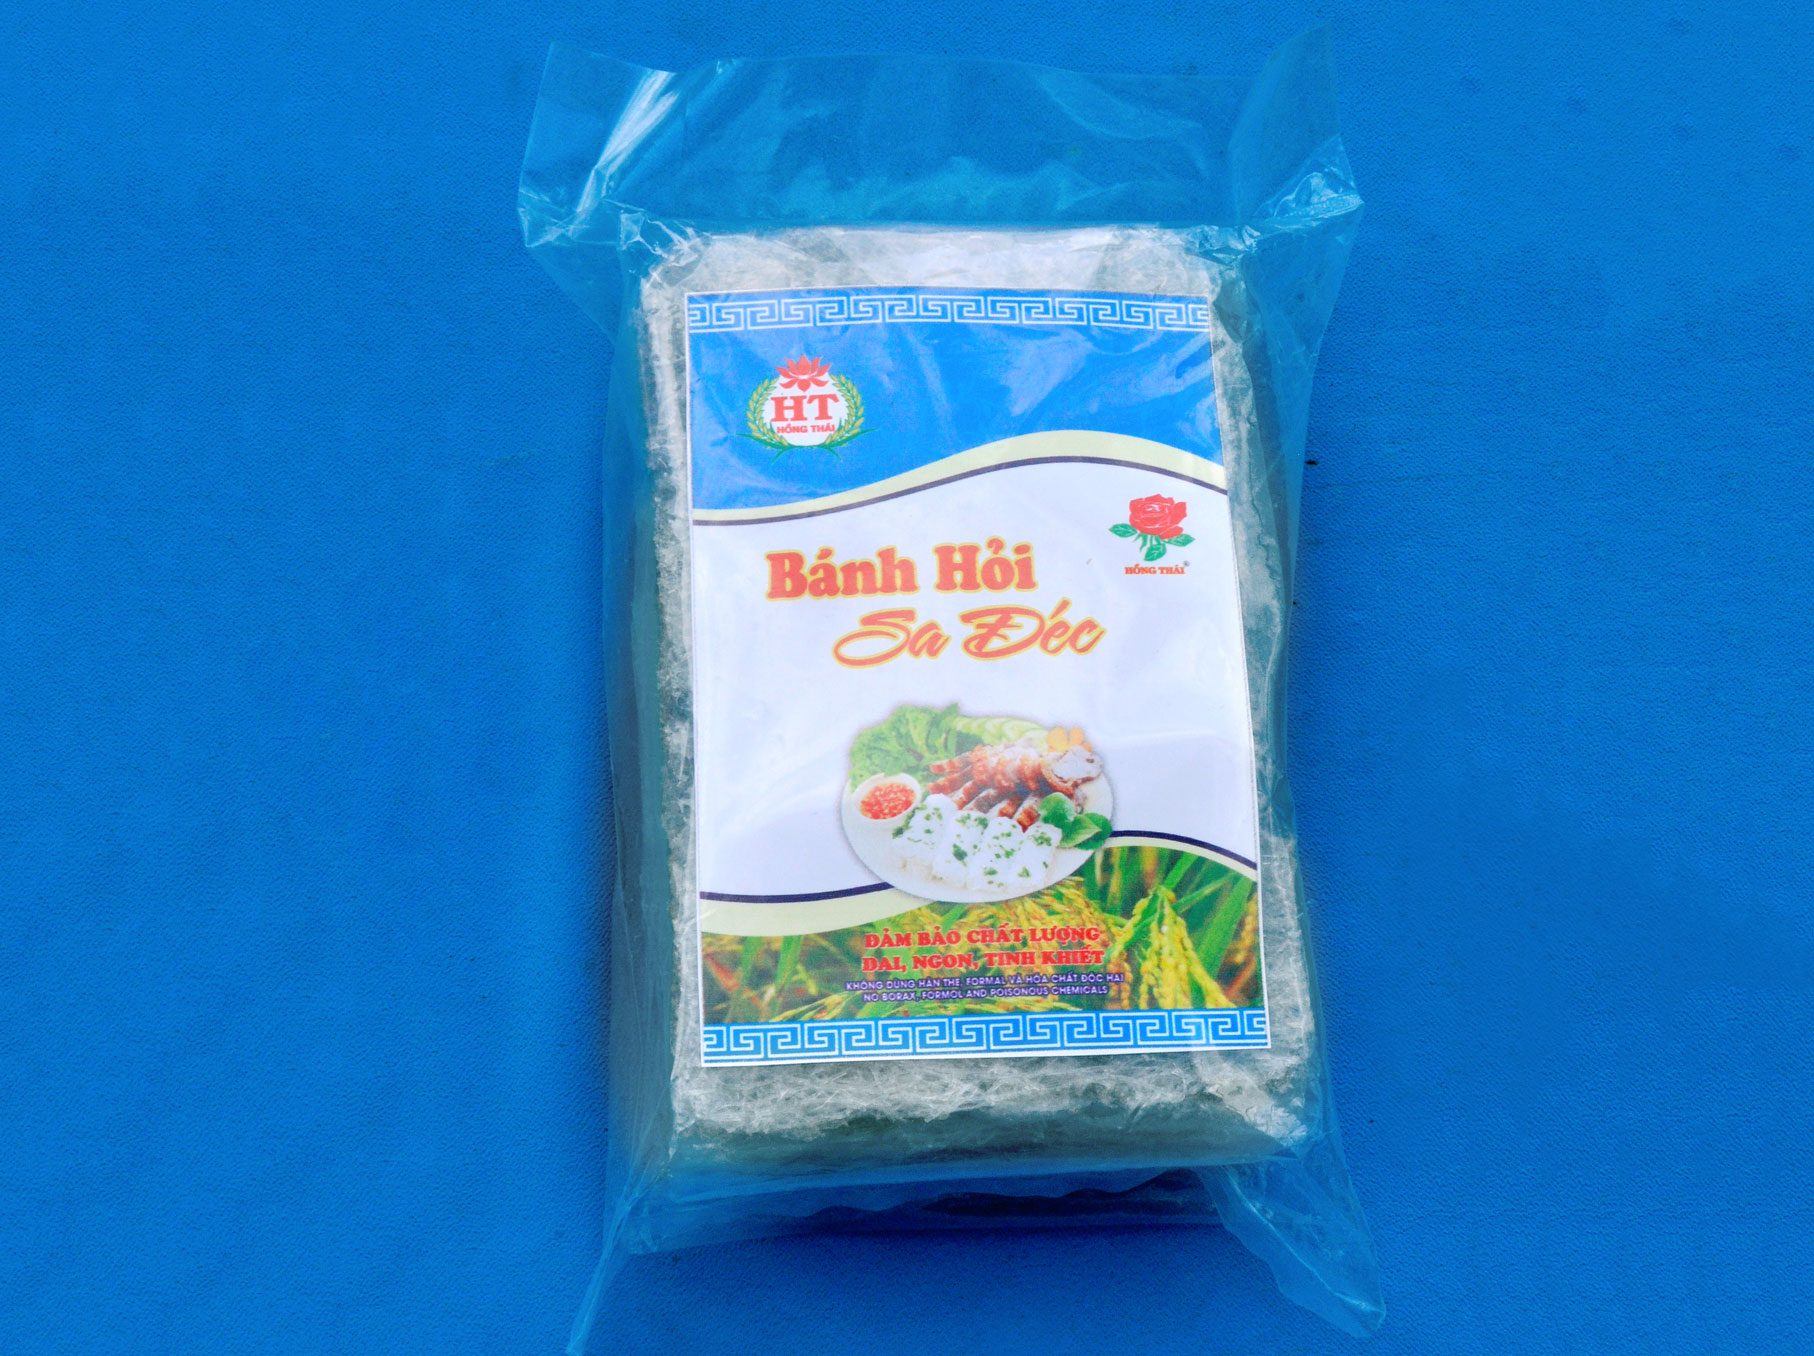 HT
HỒNG THÁI
HỒNG THÁI®
Bánh Hỏi
Sa Đéc
ĐẢM BẢO CHẤT LƯỢNG
DAI, NGON, TINH KHIẾT
KHÔNG DÙNG HÀN THE, FORMAL VÀ HÓA CHẤT ĐỘC HẠI
NO BORAX, FORMOL AND POISONOUS CHEMICALS